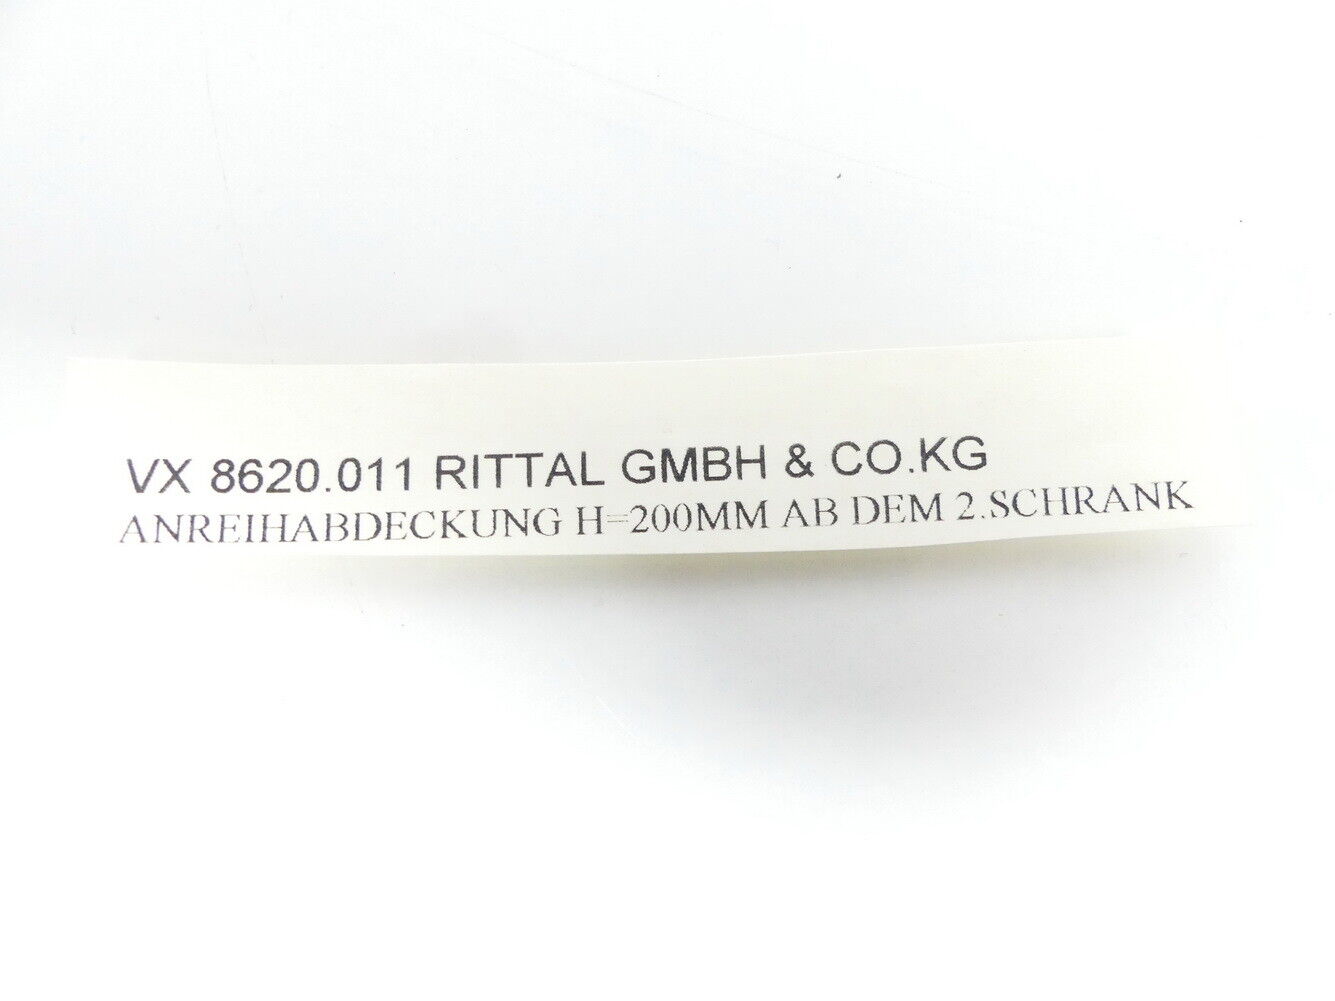 VX 8620.011 RITTAL GMBH & CO.KG
ANREIHABDECKUNG H=200MM AB DEM 2.SCHRANK